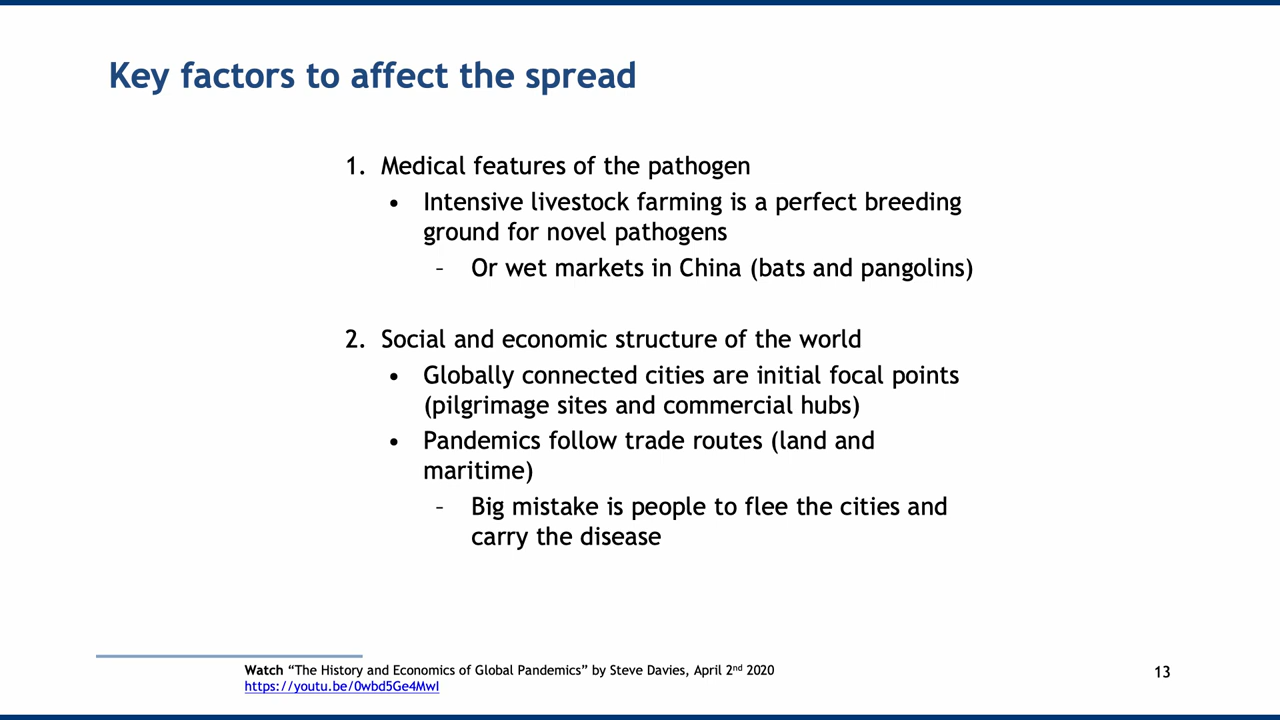 Key factors to affect the spread
1. Medical features of the pathogen
• Intensive livestock farming is a perfect breeding
ground for novel pathogens
– Or wet markets in China (bats and pangolins)
2. Social and economic structure of the world
• Globally connected cities are initial focal points
(pilgrimage sites and commercial hubs)
• Pandemics follow trade routes (land and
maritime)
– Big mistake is people to flee the cities and
carry the disease
Watch “The History and Economics of Global Pandemics” by Steve Davies, April 2nd 2020
https://youtu.be/0wbd5Ge4MwI
13